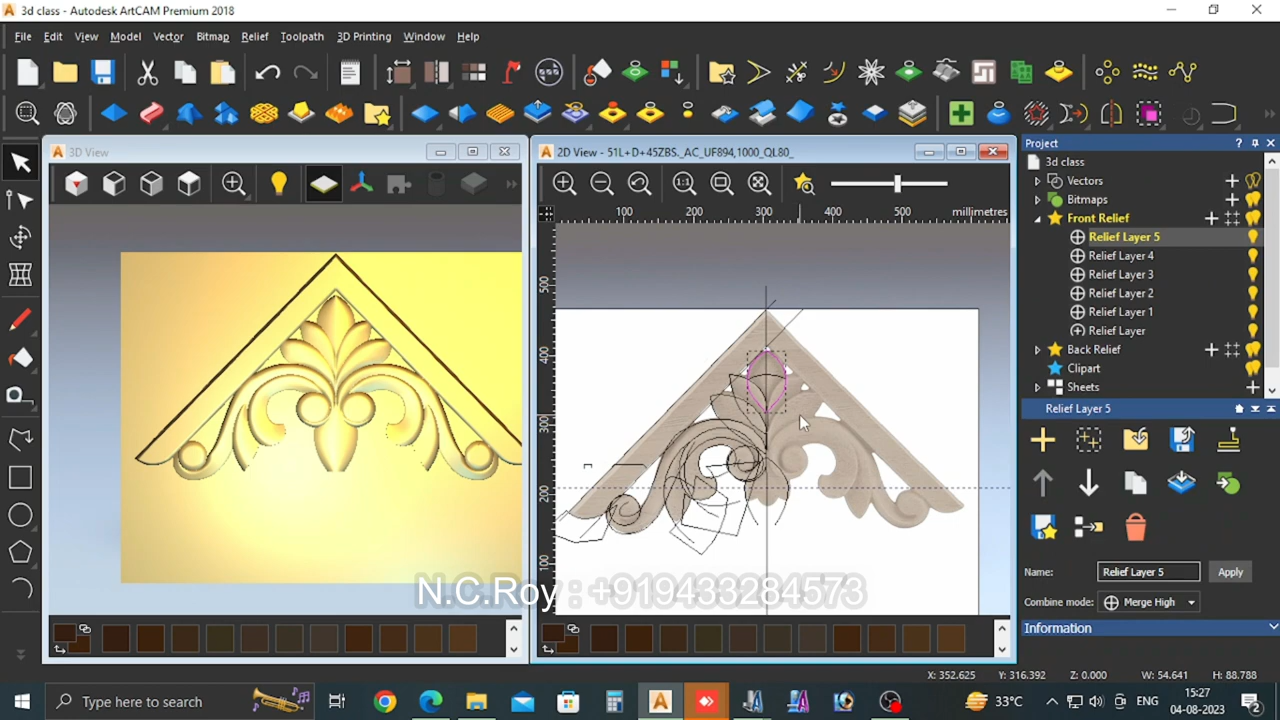 3d class - Autodesk ArtCAM Premium 2018
File Edit View Model Vector Bitmap Relief Toolpath 3D Printing Window Help
3D View
2D View - 51L+D+45ZBS._AC_UF894,1000_QL80_
1:1
100 200 300 400 500 millimetres
500
400
300
200
100
Project
3d class
Vectors
Bitmaps
Front Relief
Relief Layer 5
Relief Layer 4
Relief Layer 3
Relief Layer 2
Relief Layer 1
Relief Layer
Back Relief
Clipart
Sheets
Relief Layer 5
Name: Relief Layer 5 Apply
Combine mode: Merge High
Information
N.C.Roy : +919433284573
X: 352.625 Y: 316.392 Z: 0.000 W: 54.641 H: 88.788
Type here to search
33°C
ENG
15:27
04-08-2023
2